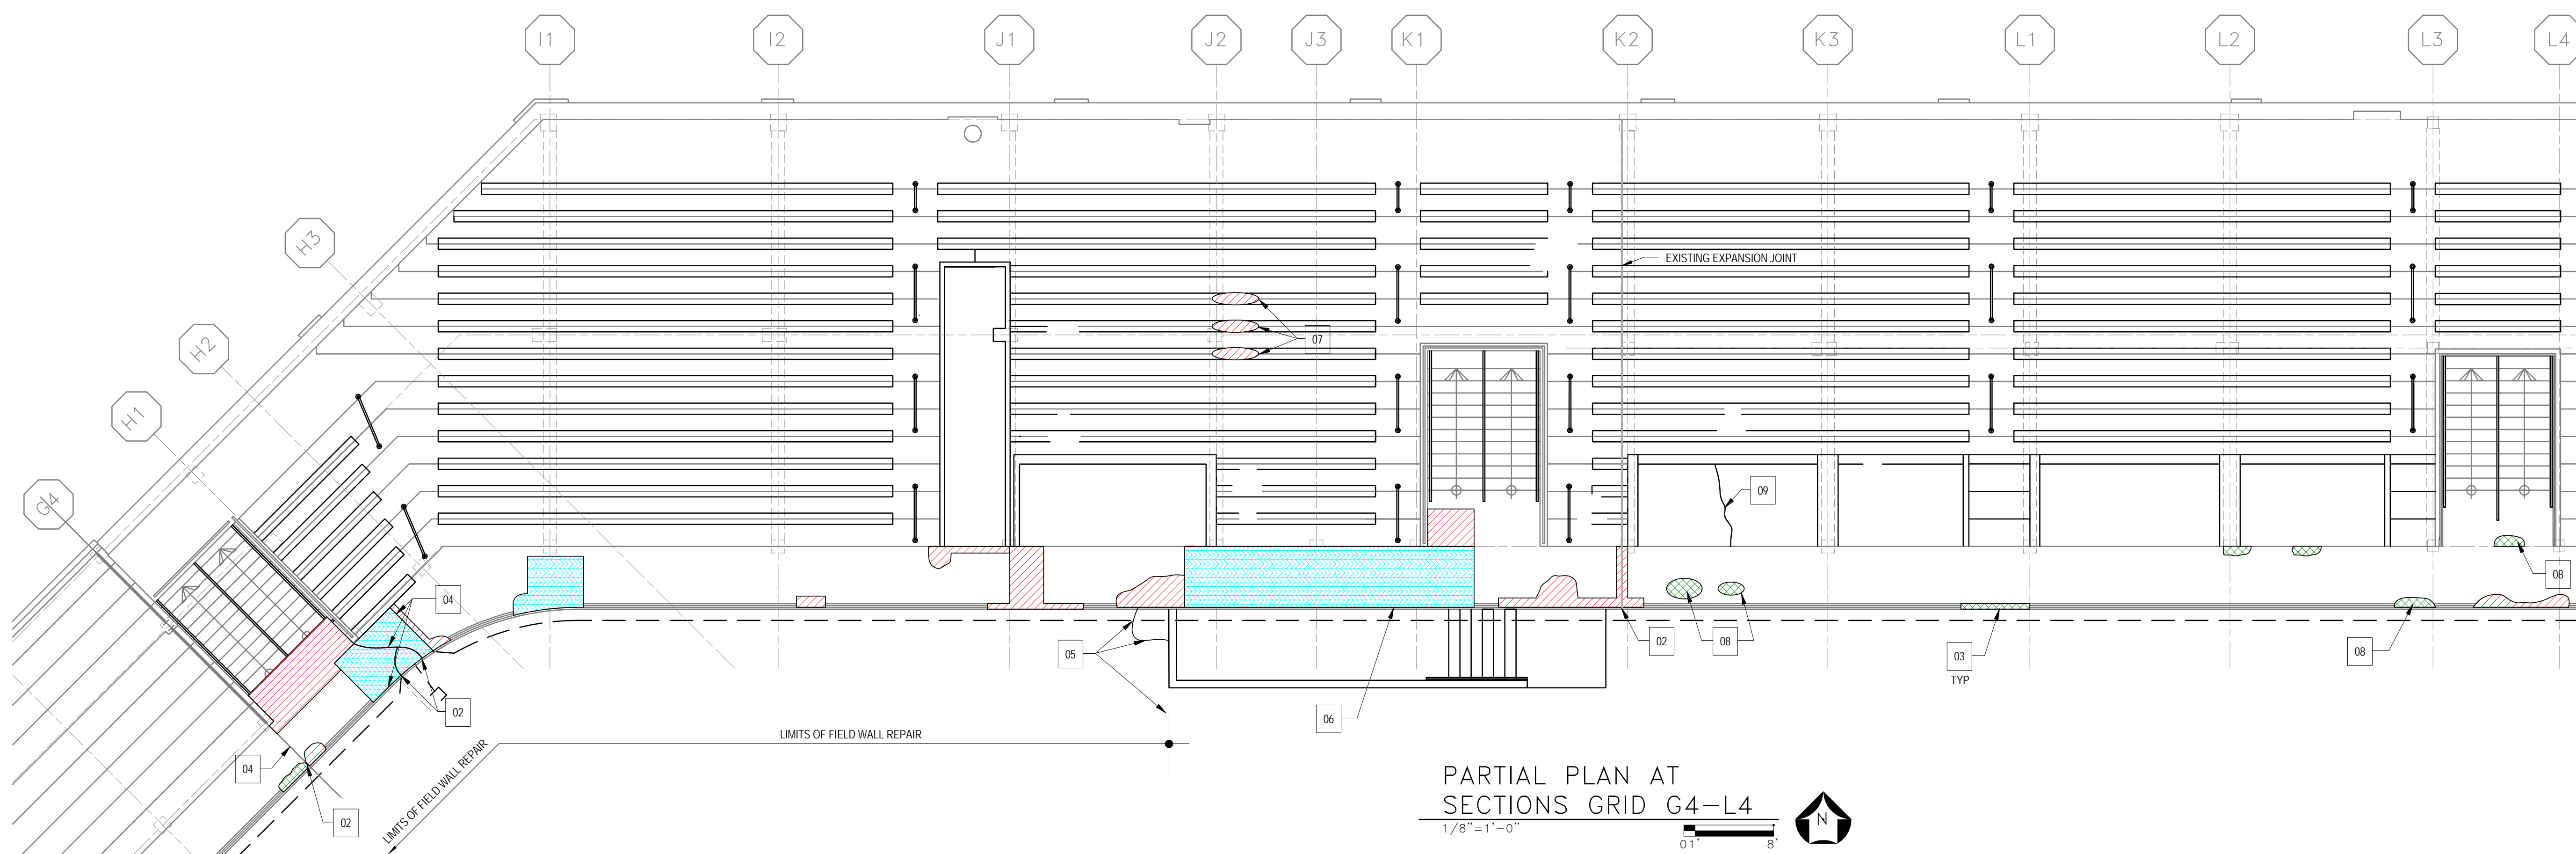 I1
I2
J1
J2
J3
K1
K2
K3
L1
L2
L3
L4
H3
H2
H1
G4
EXISTING EXPANSION JOINT
07
09
04
08
02
08
03
TYP
08
05
02
06
04
02
LIMITS OF FIELD WALL REPAIR
LIMITS OF FIELD WALL REPAIR
PARTIAL PLAN AT
SECTIONS GRID G4-L4
1/8"=1'-0"
0 1' 8'
N